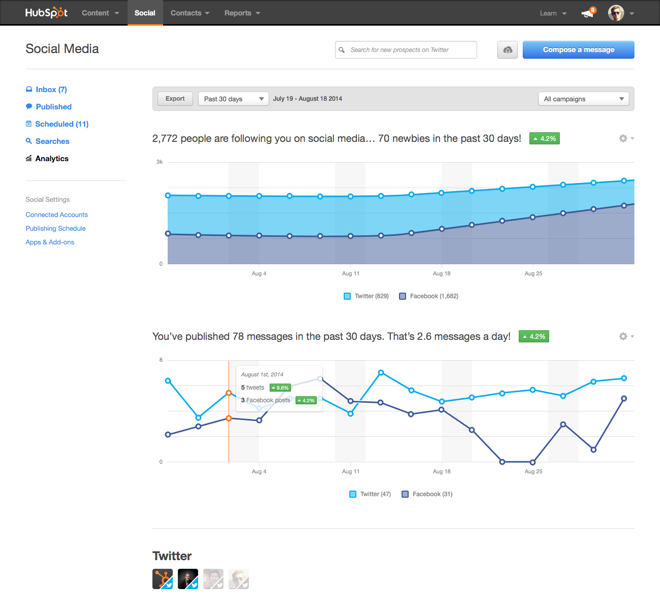 HubSpot Content Social Contacts Reports Learn 8
Social Media Search for new prospects on Twitter Compose a message
Inbox (7)
Published
Scheduled (11)
Searches
Analytics
Social Settings
Connected Accounts
Publishing Schedule
Apps & Add-ons
Export Past 30 days July 19 - August 18 2014 All campaigns
2,772 people are following you on social media... 70 newbies in the past 30 days! 4.2%
3k
0
Aug 4 Aug 11 Aug 18 Aug 25
Twitter (829) Facebook (1,682)
You've published 78 messages in the past 30 days. That's 2.6 messages a day! 4.2%
6
August 1st, 2014
5 tweets 8.8%
3 Facebook posts 4.2%
0
Aug 4 Aug 11 Aug 18 Aug 25
Twitter (47) Facebook (31)
Twitter